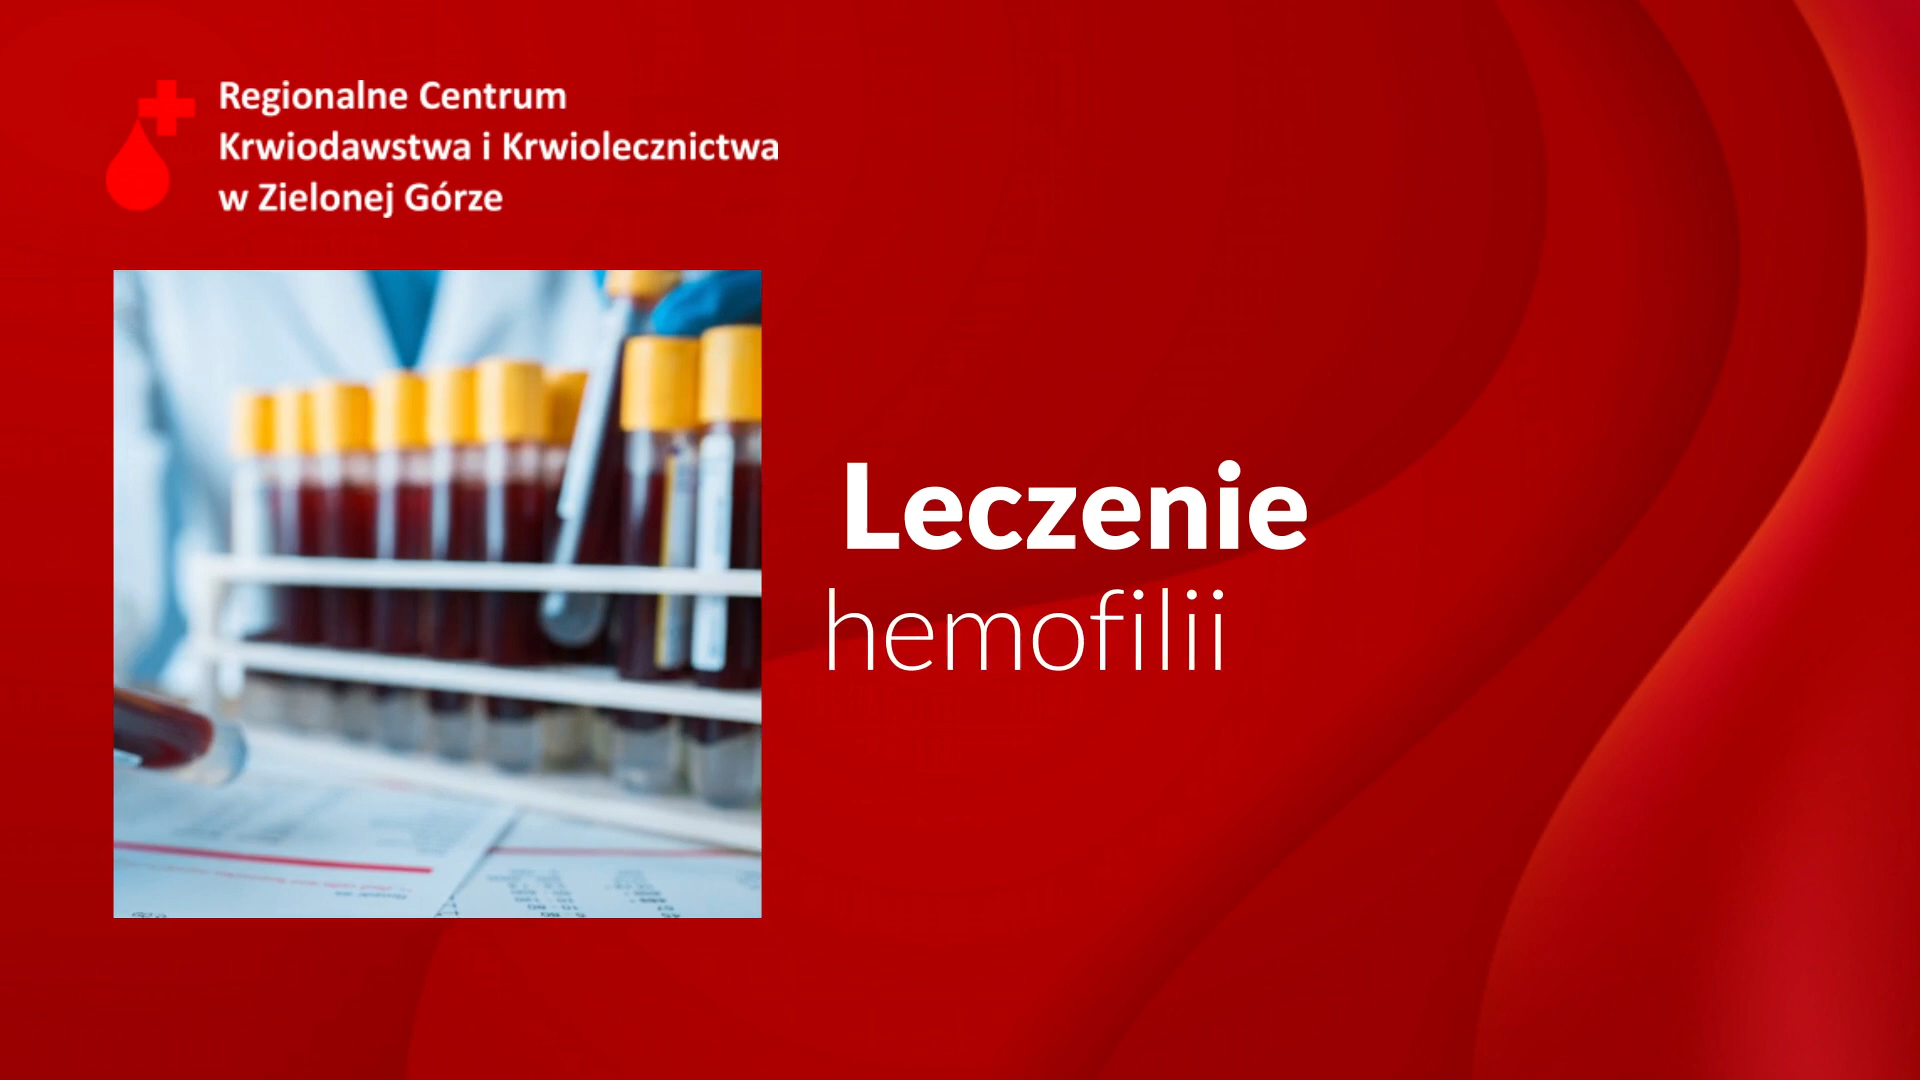 Regionalne Centrum
Krwiodawstwa i Krwiolecznictwa
w Zielonej Górze
Leczenie
hemofilii